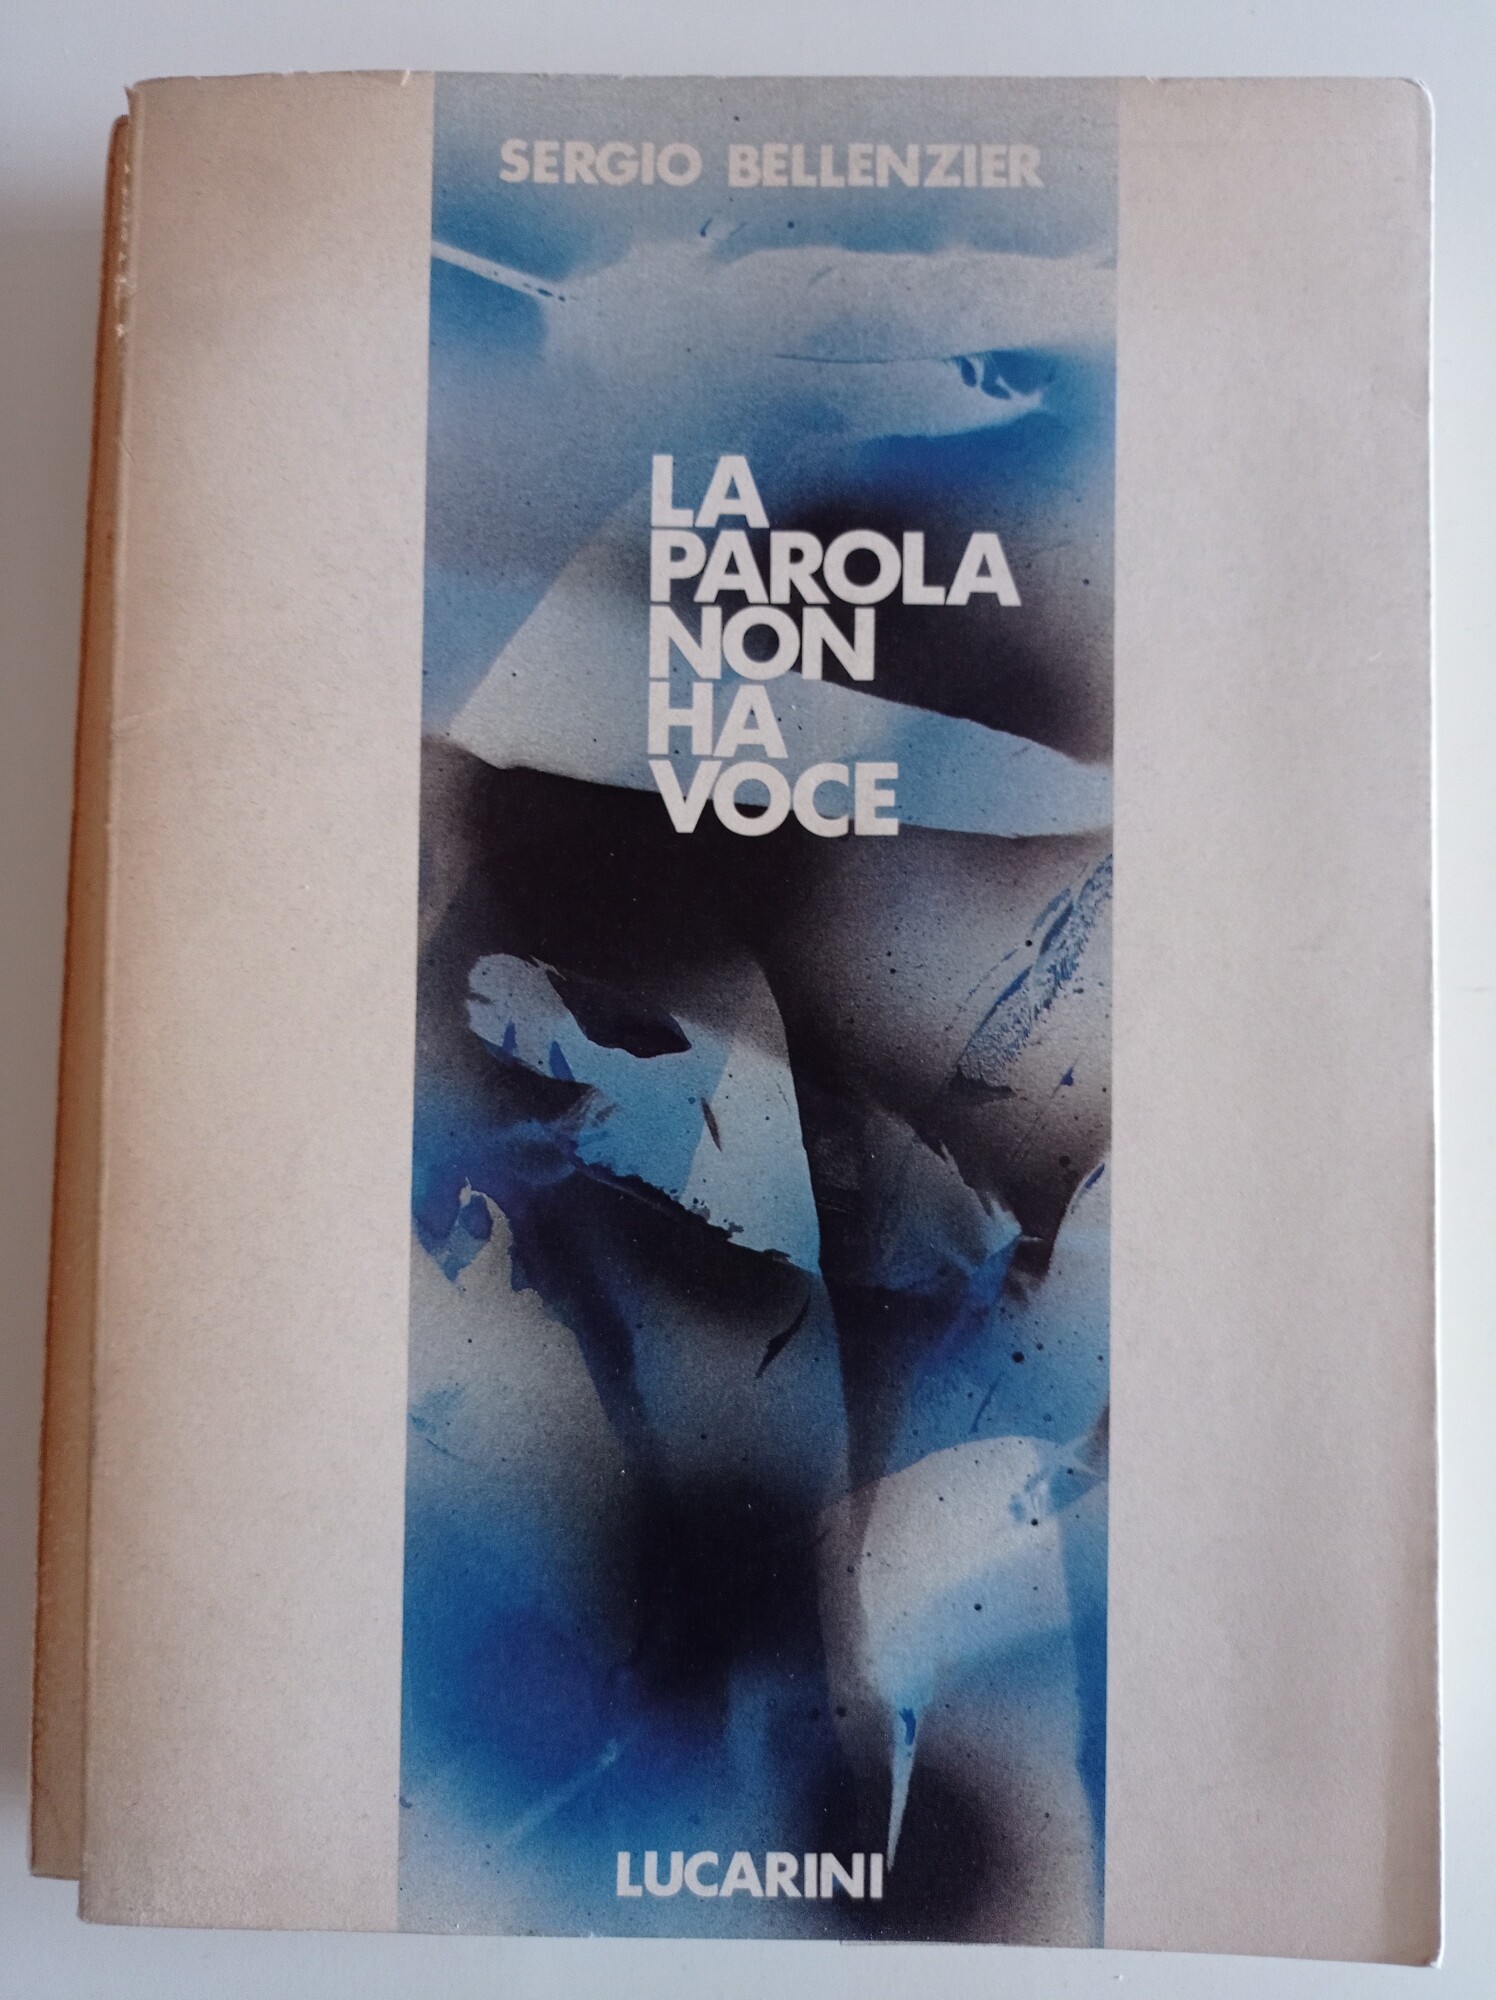 SERGIO BELLENZIER
LA
PAROLA
NON
HA
VOCE
LUCARINI